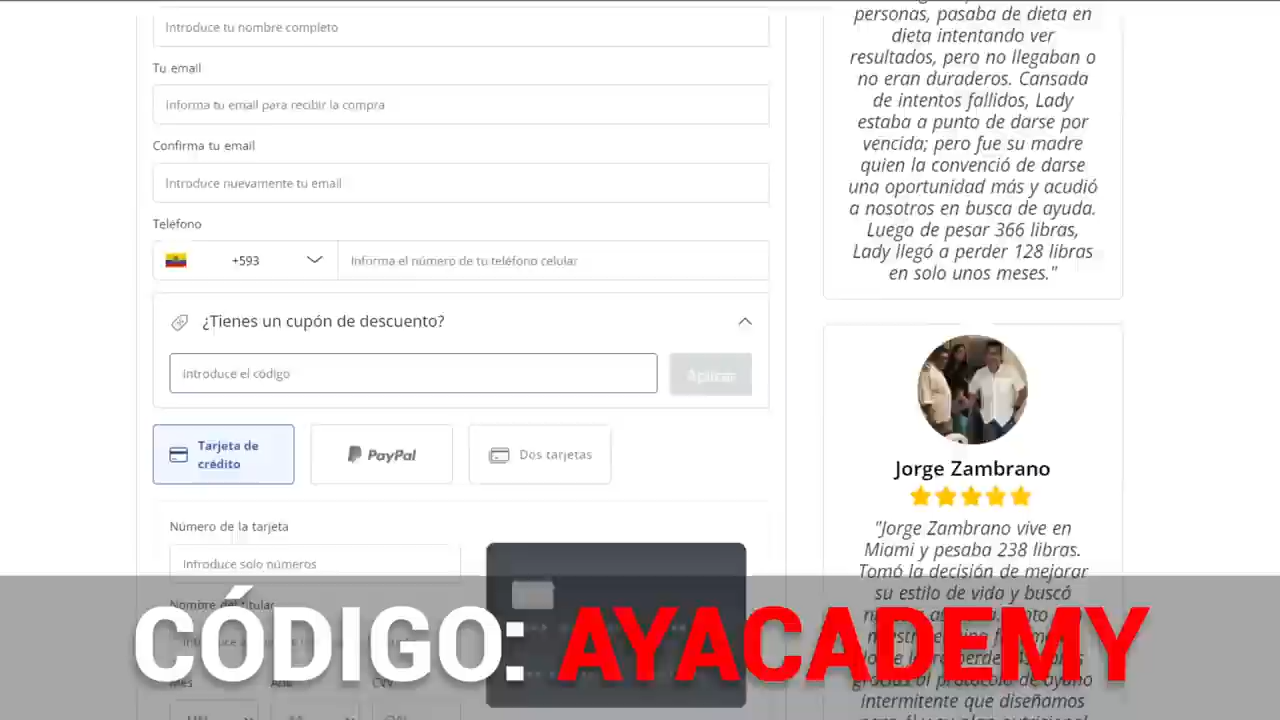 Introduce tu nombre completo
Tu email
Informa tu email para recibir la compra
Confirma tu email
Introduce nuevamente tu email
Teléfono
+593
Informa el número de tu teléfono celular
¿Tienes un cupón de descuento?
Introduce el código
Aplicar
Tarjeta de
crédito
PayPal
Dos tarjetas
Número de la tarjeta
Introduce solo números
Nombre del titular
CÓDIGO: AYACADEMY
Mes
CVV
personas, pasaba de dieta en
dieta intentando ver
resultados, pero no llegaban o
no eran duraderos. Cansada
de intentos fallidos, Lady
estaba a punto de darse por
vencida; pero fue su madre
quien la convenció de darse
una oportunidad más y acudió
a nosotros en busca de ayuda.
Luego de pesar 366 libras,
Lady llegó a perder 128 libras
en solo unos meses."
Jorge Zambrano
"Jorge Zambrano vive en
Miami y pesaba 238 libras.
Tomó la decisión de mejorar
su estilo de vida y buscó
intermitente que diseñamos